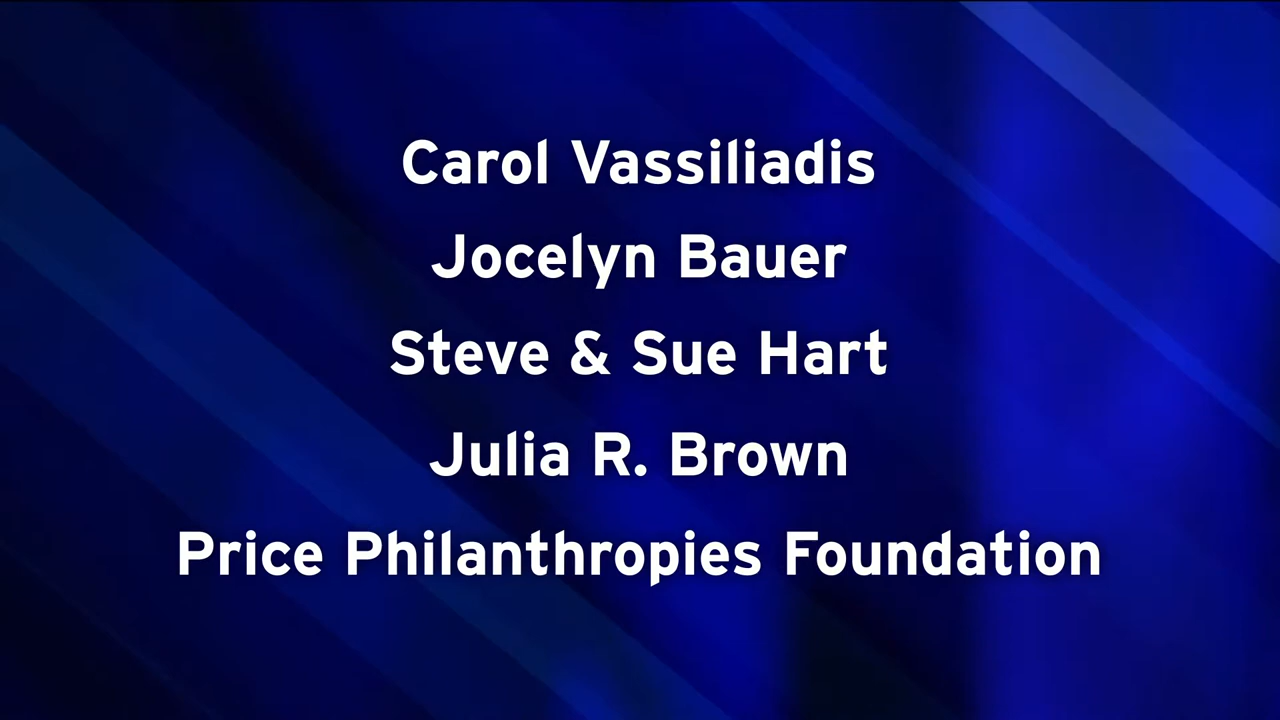 Carol Vassiliadis
Jocelyn Bauer
Steve & Sue Hart
Julia R. Brown
Price Philanthropies Foundation